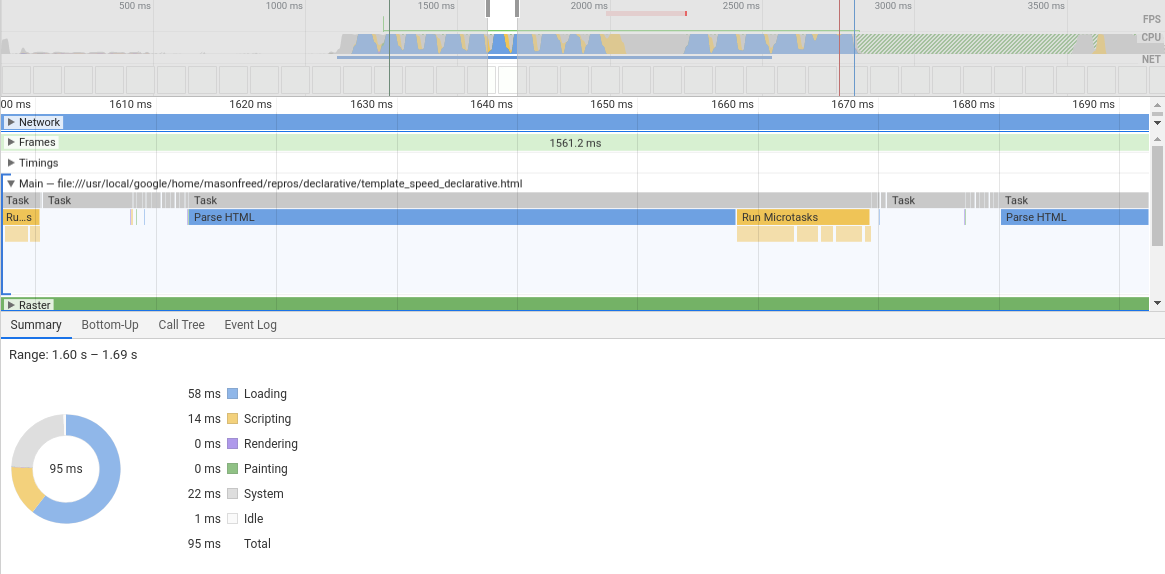 500 ms 1000 ms 1500 ms 2000 ms 2500 ms 3000 ms 3500 ms
FPS
CPU
NET
00 ms 1610 ms 1620 ms 1630 ms 1640 ms 1650 ms 1660 ms 1670 ms 1680 ms 1690 ms
Network
Frames 1561.2 ms
Timings
Main — file:///usr/local/google/home/masonfreed/repros/declarative/template_speed_declarative.html
Task Task Task Task Task
Ru...s Parse HTML Run Microtasks Parse HTML
Raster
Summary Bottom-Up Call Tree Event Log
Range: 1.60 s – 1.69 s
58 ms Loading
14 ms Scripting
0 ms Rendering
95 ms
0 ms Painting
22 ms System
1 ms Idle
95 ms Total